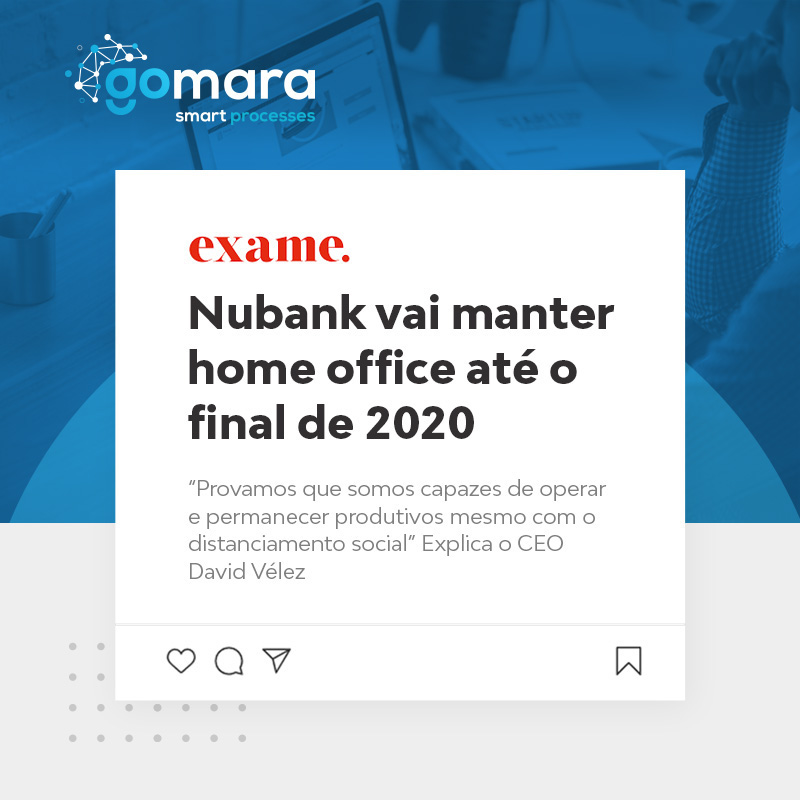 gomara
smart processes
STARTUP
exame.
Nubank vai manter
home office até o
final de 2020
“Provamos que somos capazes de operar
e permanecer produtivos mesmo com o
distanciamento social” Explica o CEO
David Vélez